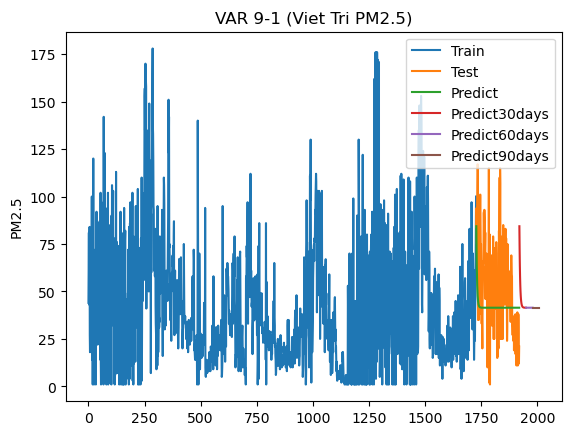 VAR 9-1 (Viet Tri PM2.5)
PM2.5
175
150
125
100
75
50
25
0
0
250
500
750
1000
1250
1500
1750
2000
Train
Test
Predict
Predict30days
Predict60days
Predict90days